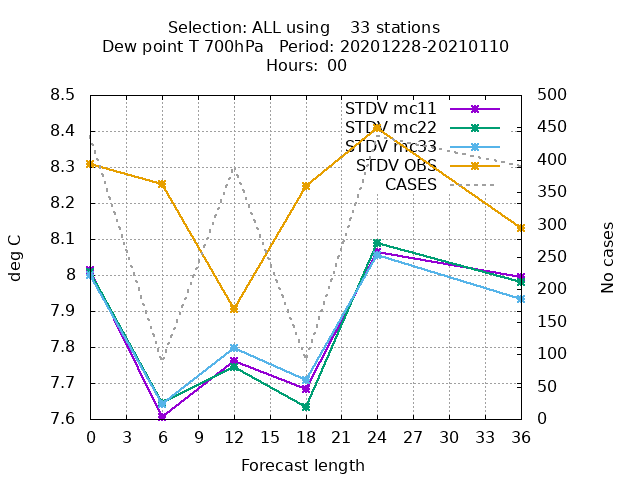 Selection: ALL using    33 stations
Dew point T 700hPa   Period: 20201228-20210110
Hours:  00
8.5
8.4
8.3
8.2
8.1
8
7.9
7.8
7.7
7.6
deg C
STDV mc11
STDV mc22
STDV mc33
STDV OBS
CASES
500
450
400
350
300
250
200
150
100
50
0
No cases
0 3 6 9 12 15 18 21 24 27 30 33 36
Forecast length